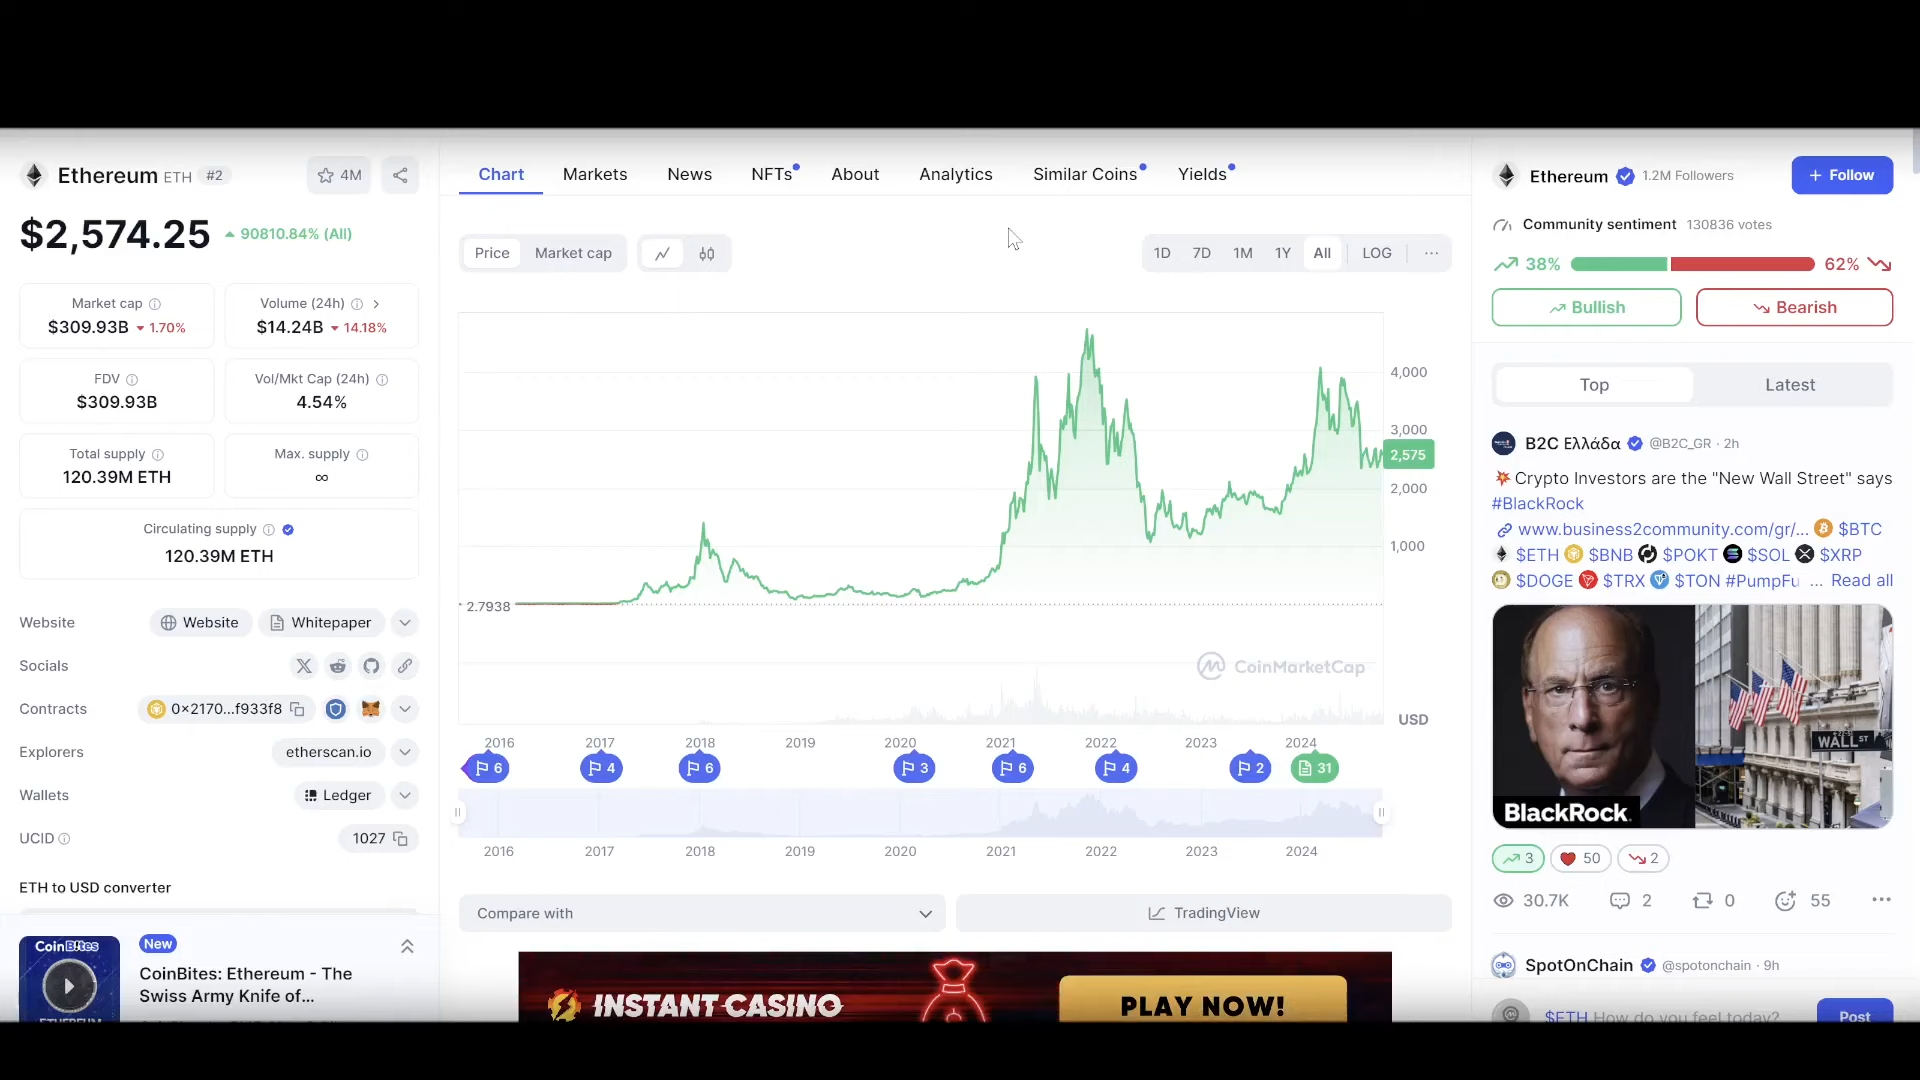 Ethereum ETH #2
4M
$2,574.25 90810.84% (All)
Market cap
$309.93B 1.70%
Volume (24h)
$14.24B 14.18%
FDV
$309.93B
Vol/Mkt Cap (24h)
4.54%
Total supply
120.39M ETH
Max. supply
∞
Circulating supply
120.39M ETH
Website Website Whitepaper
Socials
Contracts 0x2170...f933f8
Explorers etherscan.io
Wallets Ledger
UCID 1027
ETH to USD converter
CoinBites
New
CoinBites: Ethereum - The
Swiss Army Knife of...
Chart Markets News NFTs About Analytics Similar Coins Yields
Price Market cap
1D 7D 1M 1Y All LOG ...
4,000
3,000
2,575
2,000
1,000
2.7938
CoinMarketCap
USD
2016 2017 2018 2019 2020 2021 2022 2023 2024
6 4 6 3 6 4 2 31
2016 2017 2018 2019 2020 2021 2022 2023 2024
Compare with
TradingView
INSTANT CASINO
PLAY NOW!
Ethereum 1.2M Followers
+ Follow
Community sentiment 130836 votes
38% 62%
Bullish Bearish
Top Latest
B2C Ελλάδα @B2C_GR · 2h
Crypto Investors are the "New Wall Street" says
#BlackRock
www.business2community.com/gr/... $BTC
$ETH $BNB $POKT $SOL $XRP
$DOGE $TRX $TON #PumpFu ... Read all
WALL ST
BlackRock.
3 50 2
30.7K 2 0 55 ...
SpotOnChain @spotonchain · 9h
$ETH How do you feel today?
Post